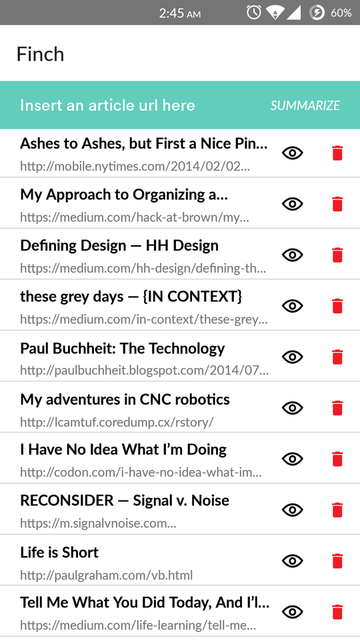 2:45 AM
60%
Finch
Insert an article url here
SUMMARIZE
Ashes to Ashes, but First a Nice Pin...
http://mobile.nytimes.com/2014/02/02...
My Approach to Organizing a...
https://medium.com/hack-at-brown/my...
Defining Design — HH Design
https://medium.com/hh-design/defining-th...
these grey days — {IN CONTEXT}
https://medium.com/in-context/these-grey...
Paul Buchheit: The Technology
http://paulbuchheit.blogspot.com/2014/07...
My adventures in CNC robotics
http://lcamtuf.coredump.cx/rstory/
I Have No Idea What I’m Doing
http://codon.com/i-have-no-idea-what-im...
RECONSIDER — Signal v. Noise
https://m.signalvnoise.com...
Life is Short
http://paulgraham.com/vb.html
Tell Me What You Did Today, And I’l...
https://medium.com/life-learning/tell-me...